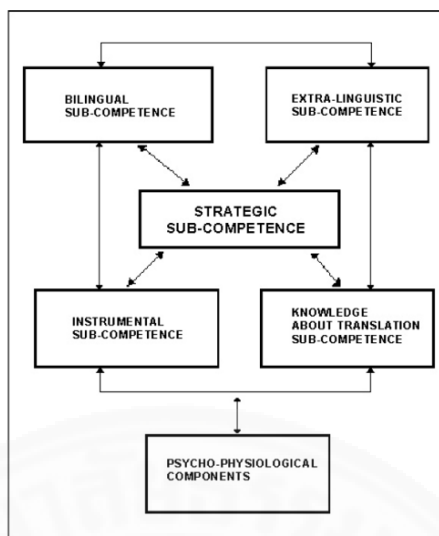 BILINGUAL
SUB-COMPETENCE
EXTRA-LINGUISTIC
SUB-COMPETENCE
STRATEGIC
SUB-COMPETENCE
INSTRUMENTAL
SUB-COMPETENCE
KNOWLEDGE
ABOUT TRANSLATION
SUB-COMPETENCE
PSYCHO-PHYSIOLOGICAL
COMPONENTS